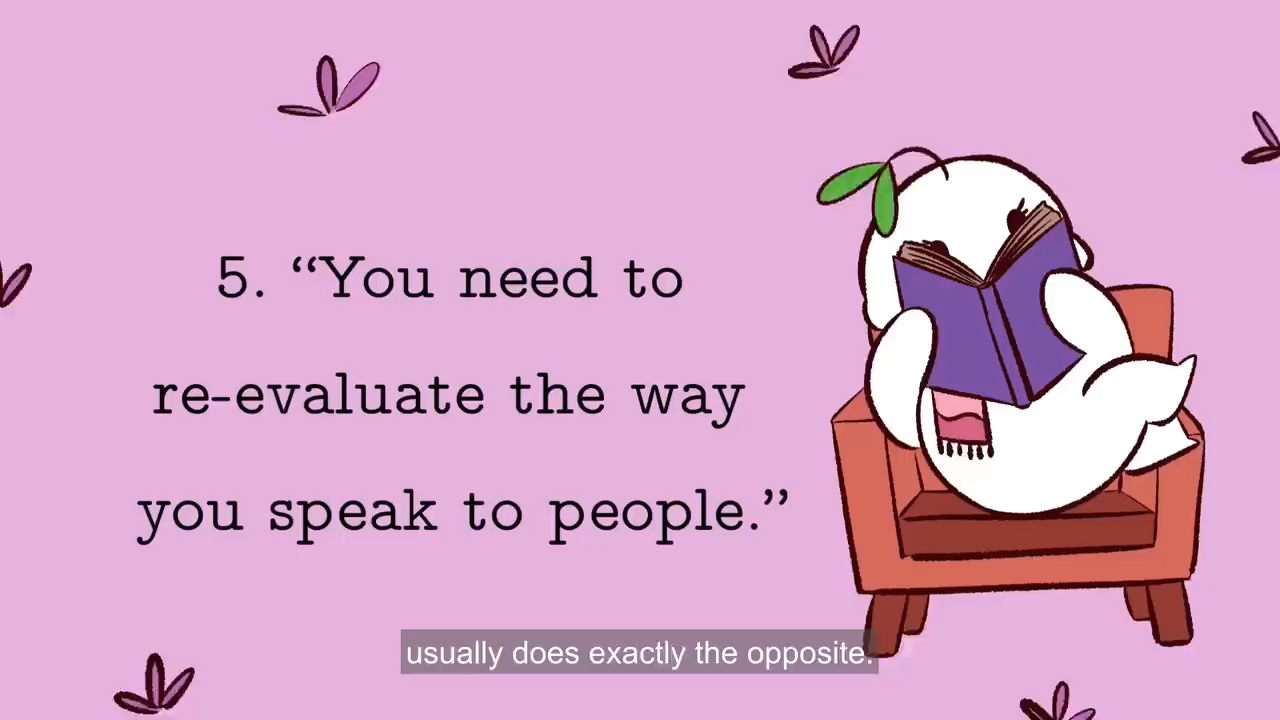 5. “You need to
re-evaluate the way
you speak to people.”
usually does exactly the opposite.